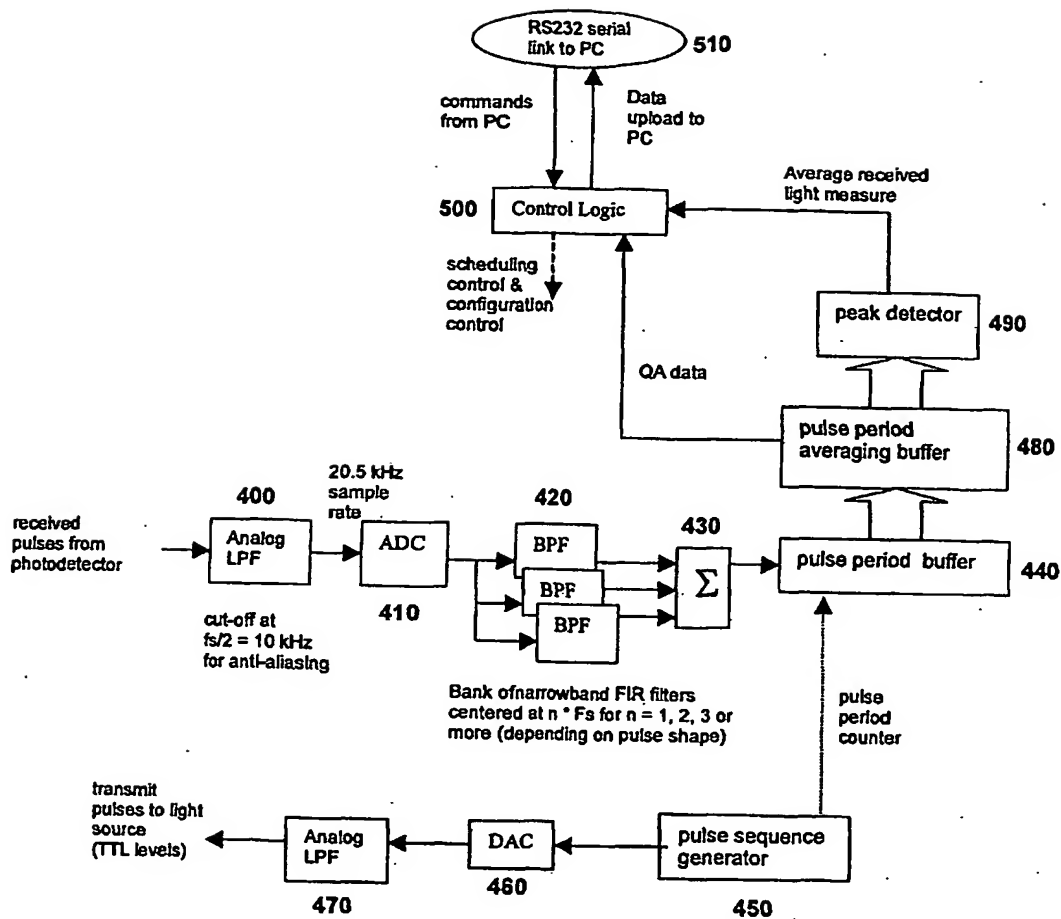 RS232 serial
link to PC
510
commands
from PC
Data
upload to
PC
Average received
light measure
500
Control Logic
scheduling
control &
configuration
control
peak detector
490
QA data
pulse period
averaging buffer
480
20.5 kHz
sample
rate
400
420
430
received
pulses from
photodetector
Analog
LPF
ADC
BPF
BPF
BPF
Σ
pulse period buffer
440
410
cut-off at
fs/2 = 10 kHz
for anti-aliasing
Bank ofnarrowband FIR filters
centered at n * Fs for n = 1, 2, 3 or
more (depending on pulse shape)
pulse
period
counter
transmit
pulses to light
source
(TTL levels)
Analog
LPF
DAC
pulse sequence
generator
470
460
450